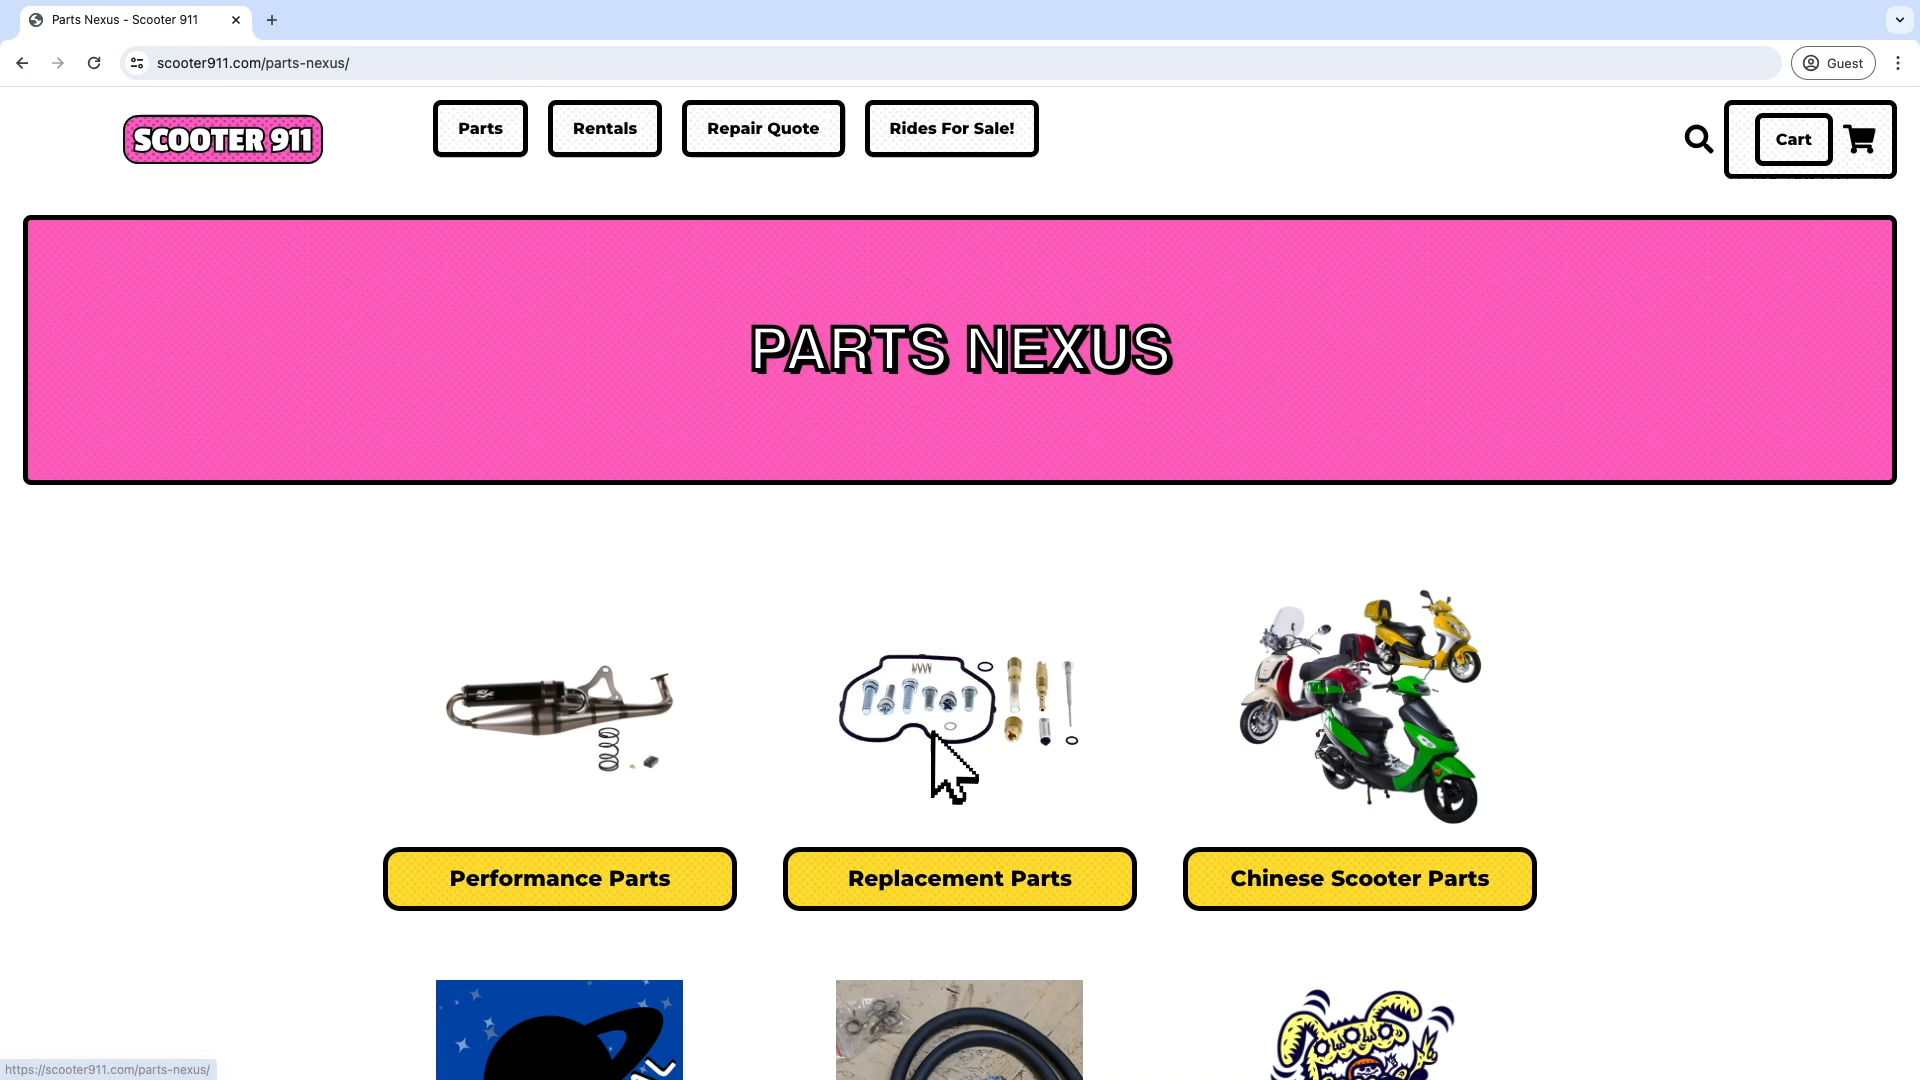 Parts Nexus - Scooter 911
scooter911.com/parts-nexus/
Guest
SCOOTER 911
Parts
Rentals
Repair Quote
Rides For Sale!
Cart
PARTS NEXUS
Performance Parts
Replacement Parts
Chinese Scooter Parts
https://scooter911.com/parts-nexus/